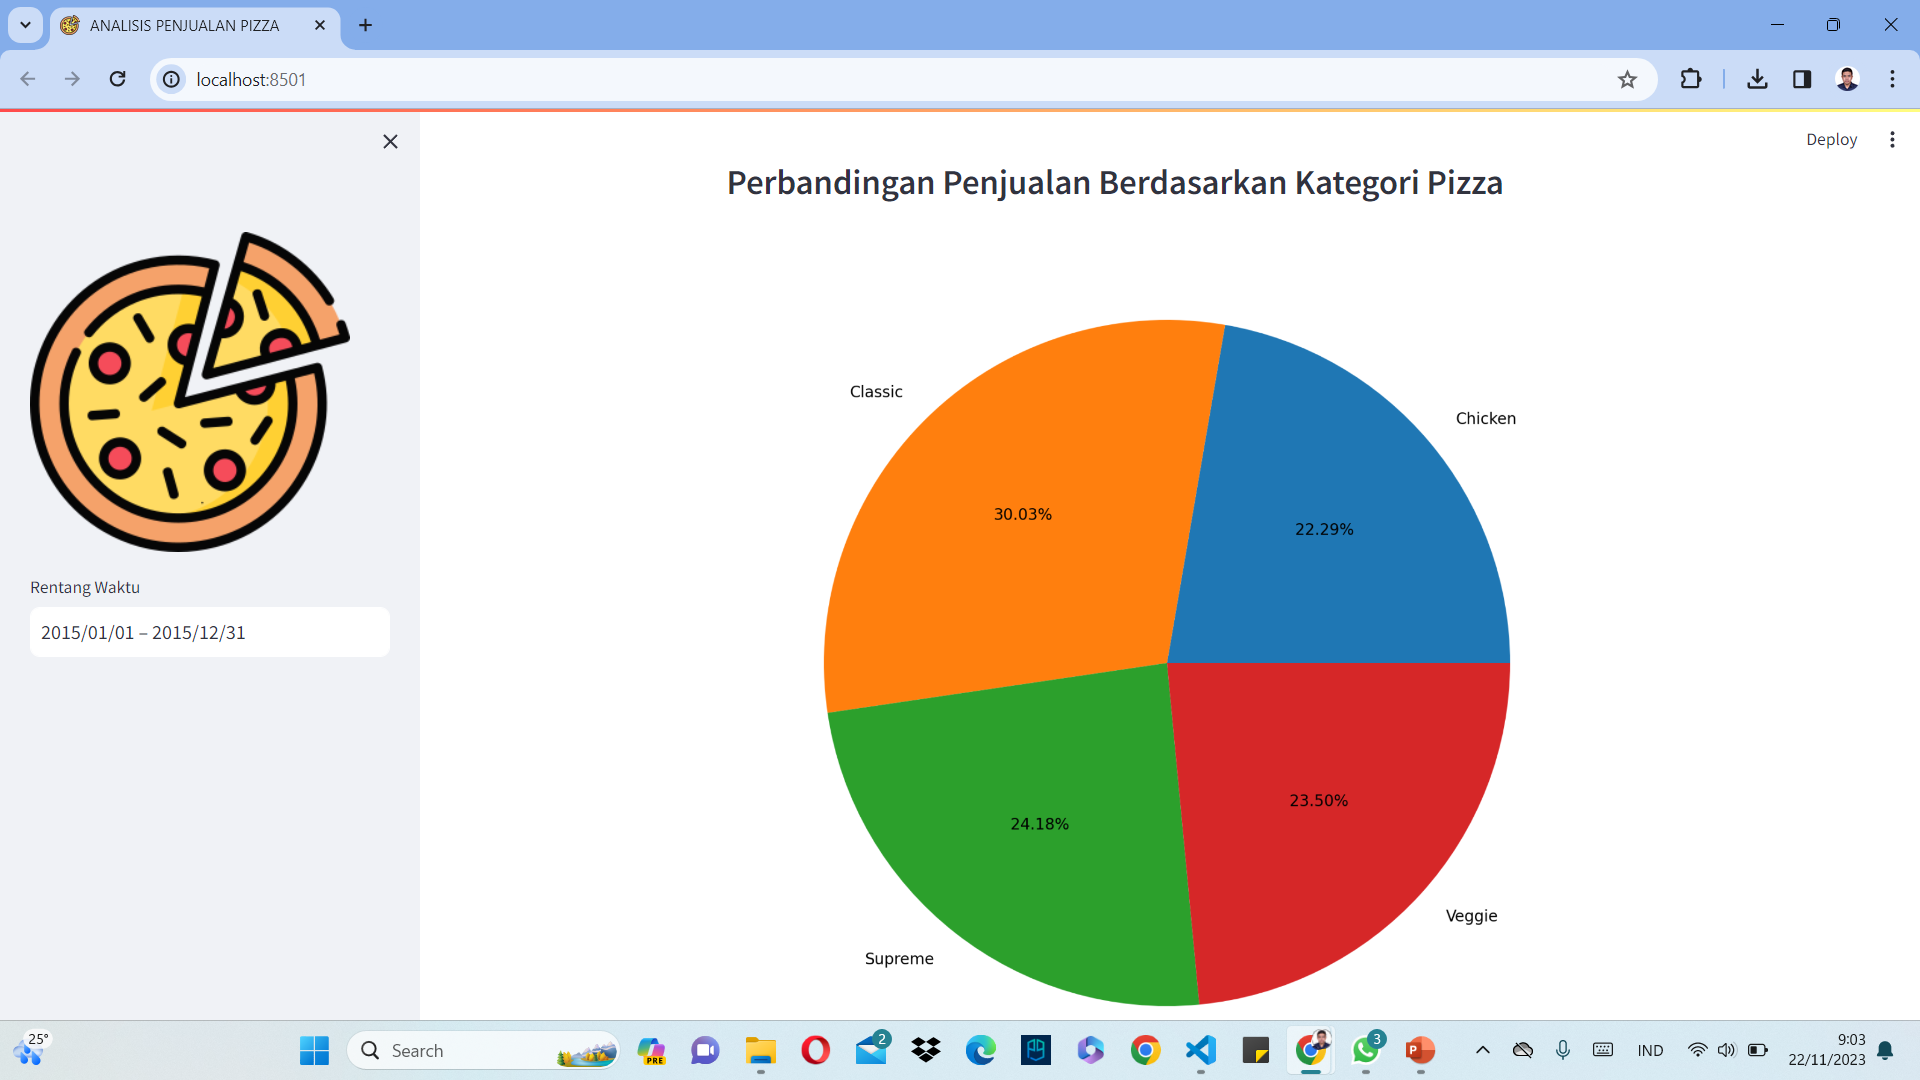 ANALISIS PENJUALAN PIZZA
localhost:8501
Deploy
Perbandingan Penjualan Berdasarkan Kategori Pizza
Classic
Chicken
30.03%
22.29%
Rentang Waktu
2015/01/01 – 2015/12/31
23.50%
24.18%
Veggie
Supreme
25°
Search
PRE
2
3
P
IND
9:03
22/11/2023